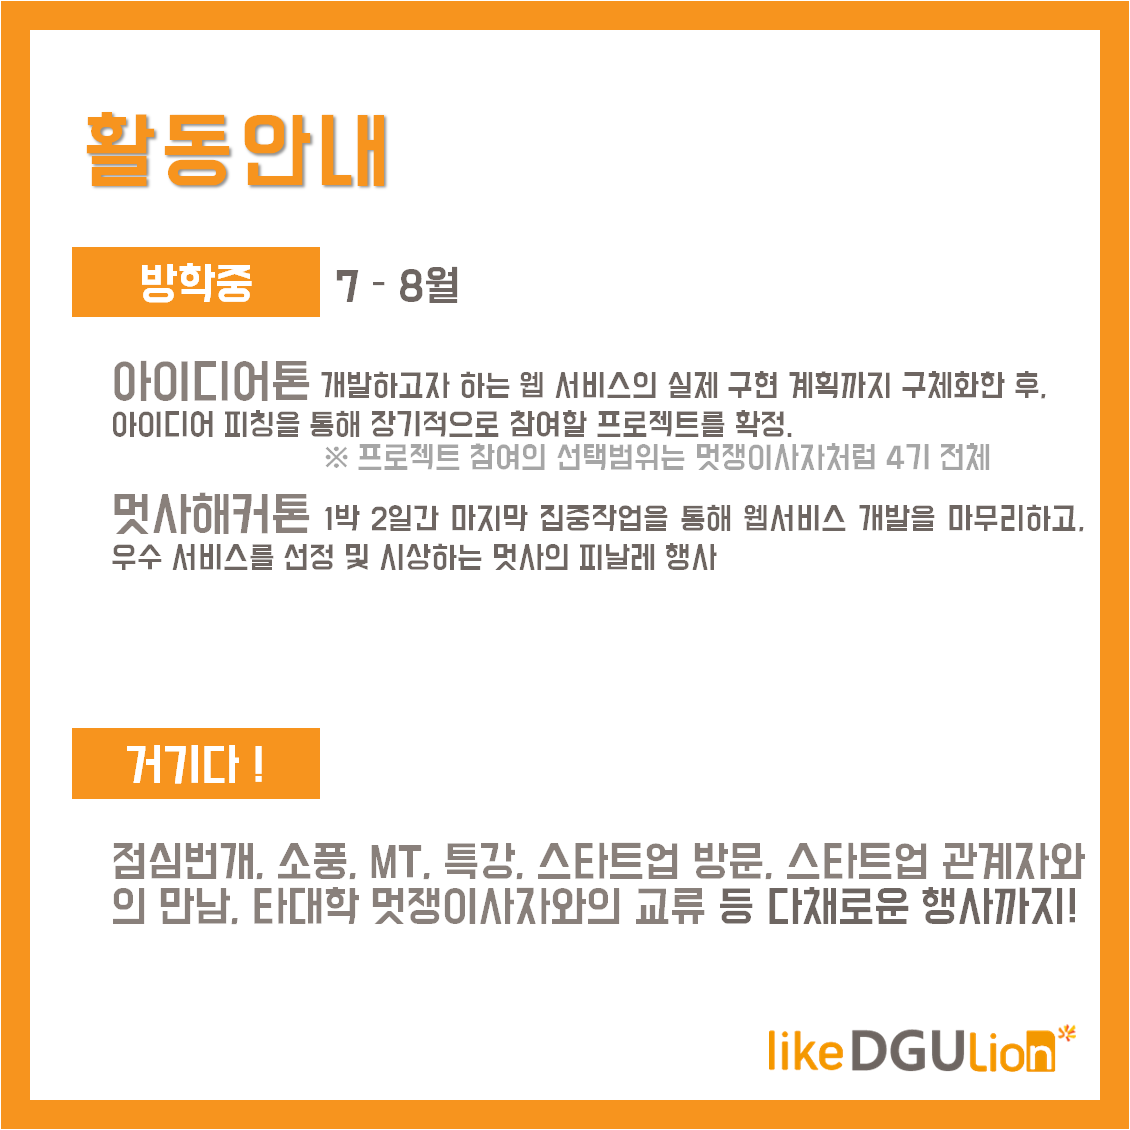 활동안내
방학중 7 - 8월
아이디어톤 개발하고자 하는 웹 서비스의 실제 구현 계획까지 구체화한 후,
아이디어 피칭을 통해 장기적으로 참여할 프로젝트를 확정.
※ 프로젝트 참여의 선택범위는 멋쟁이사자처럼 4기 전체
멋사해커톤 1박 2일간 마지막 집중작업을 통해 웹서비스 개발을 마무리하고,
우수 서비스를 선정 및 시상하는 멋사의 피날레 행사
거기다 !
점심번개, 소풍, MT, 특강, 스타트업 방문, 스타트업 관계자와
의 만남, 타대학 멋쟁이사자와의 교류 등 다채로운 행사까지!
like DGU Lion